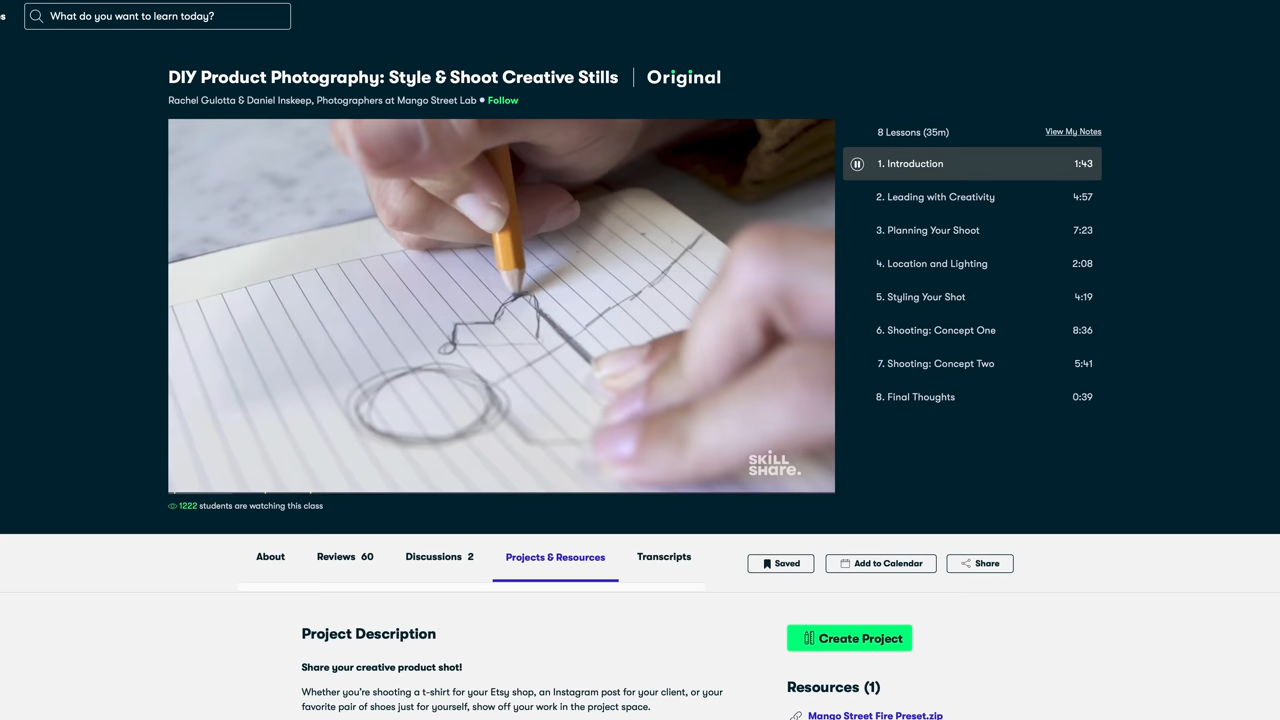 What do you want to learn today?
DIY Product Photography: Style & Shoot Creative Stills
Original
Rachel Gulotta & Daniel Inskeep, Photographers at Mango Street Lab • Follow
8 Lessons (35m)
View My Notes
1. Introduction 1:43
2. Leading with Creativity 4:57
3. Planning Your Shoot 7:23
4. Location and Lighting 2:08
5. Styling Your Shot 4:19
6. Shooting: Concept One 8:36
7. Shooting: Concept Two 5:41
8. Final Thoughts 0:39
SKILL
SHARE.
1222 students are watching this class
About
Reviews 60
Discussions 2
Projects & Resources
Transcripts
Saved
Add to Calendar
Share
Project Description
Create Project
Share your creative product shot!
Whether you're shooting a t-shirt for your Etsy shop, an Instagram post for your client, or your
favorite pair of shoes just for yourself, show off your work in the project space.
Resources (1)
Mango Street Fire Preset.zip